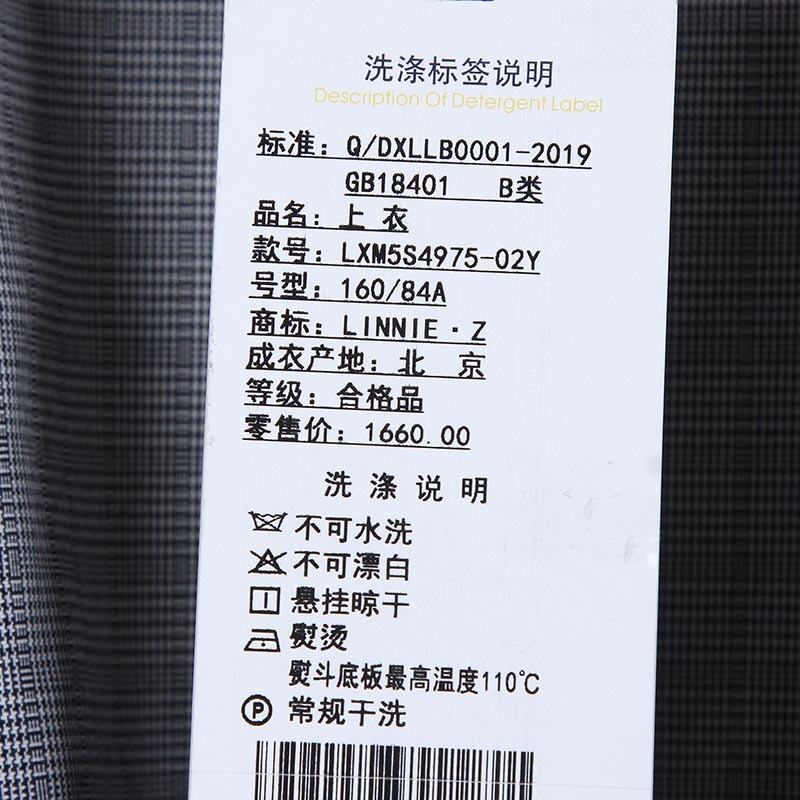 洗涤标签说明
Description Of Detergent Label
标准：Q/DXLLB0001-2019
GB18401 B类
品名：上 衣
款号：LXM5S4975-02Y
号型：160/84A
商标：LINNIE·Z
成衣产地：北 京
等级：合格品
零售价：1660.00
洗涤说明
不可水洗
不可漂白
悬挂晾干
熨烫
熨斗底板最高温度110℃
P 常规干洗